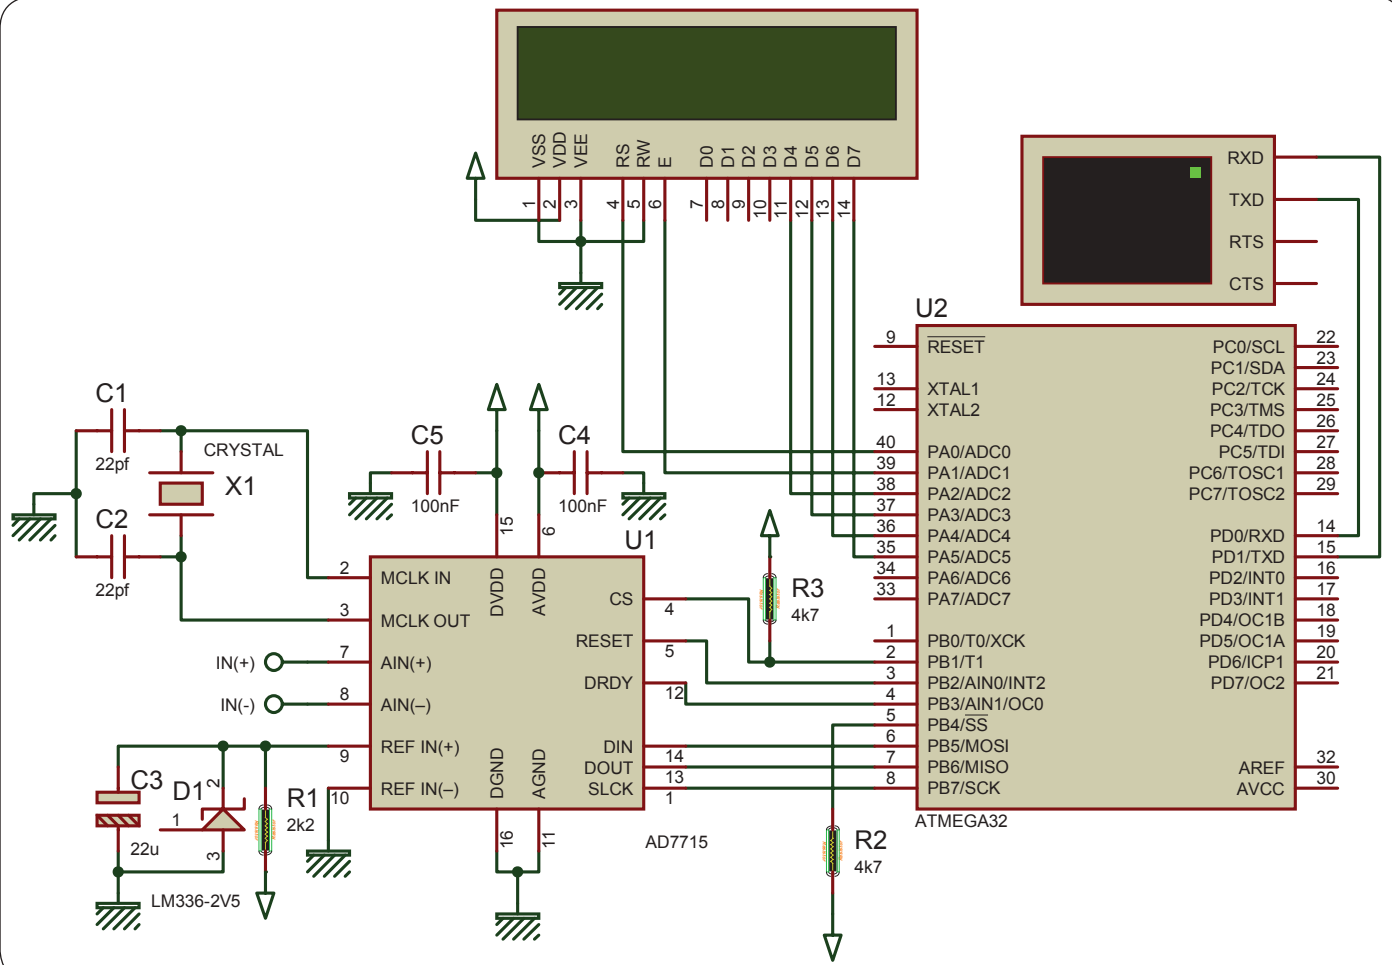 VSS
VDD
VEE
RS
RW
E
D0
D1
D2
D3
D4
D5
D6
D7
1
2
3
4
5
6
7
8
9
10
11
12
13
14
RXD
TXD
RTS
CTS
U2
9
RESET
13
XTAL1
12
XTAL2
40
PA0/ADC0
39
PA1/ADC1
38
PA2/ADC2
37
PA3/ADC3
36
PA4/ADC4
35
PA5/ADC5
34
PA6/ADC6
33
PA7/ADC7
1
PB0/T0/XCK
2
PB1/T1
3
PB2/AIN0/INT2
4
PB3/AIN1/OC0
5
PB4/SS
6
PB5/MOSI
7
PB6/MISO
8
PB7/SCK
PC0/SCL
22
PC1/SDA
23
PC2/TCK
24
PC3/TMS
25
PC4/TDO
26
PC5/TDI
27
PC6/TOSC1
28
PC7/TOSC2
29
PD0/RXD
14
PD1/TXD
15
PD2/INT0
16
PD3/INT1
17
PD4/OC1B
18
PD5/OC1A
19
PD6/ICP1
20
PD7/OC2
21
AREF
32
AVCC
30
ATMEGA32
C1
22pf
CRYSTAL
X1
C2
22pf
C5
100nF
C4
100nF
15
6
U1
DVDD
AVDD
2
MCLK IN
3
MCLK OUT
IN(+)
7
AIN(+)
IN(-)
8
AIN(–)
REF IN(+)
9
REF IN(–)
10
CS
4
RESET
5
DRDY
12
DIN
14
DOUT
13
SLCK
1
DGND
AGND
16
11
AD7715
R3
4k7
R2
4k7
C3
22u
D1
1
2
3
LM336-2V5
R1
2k2